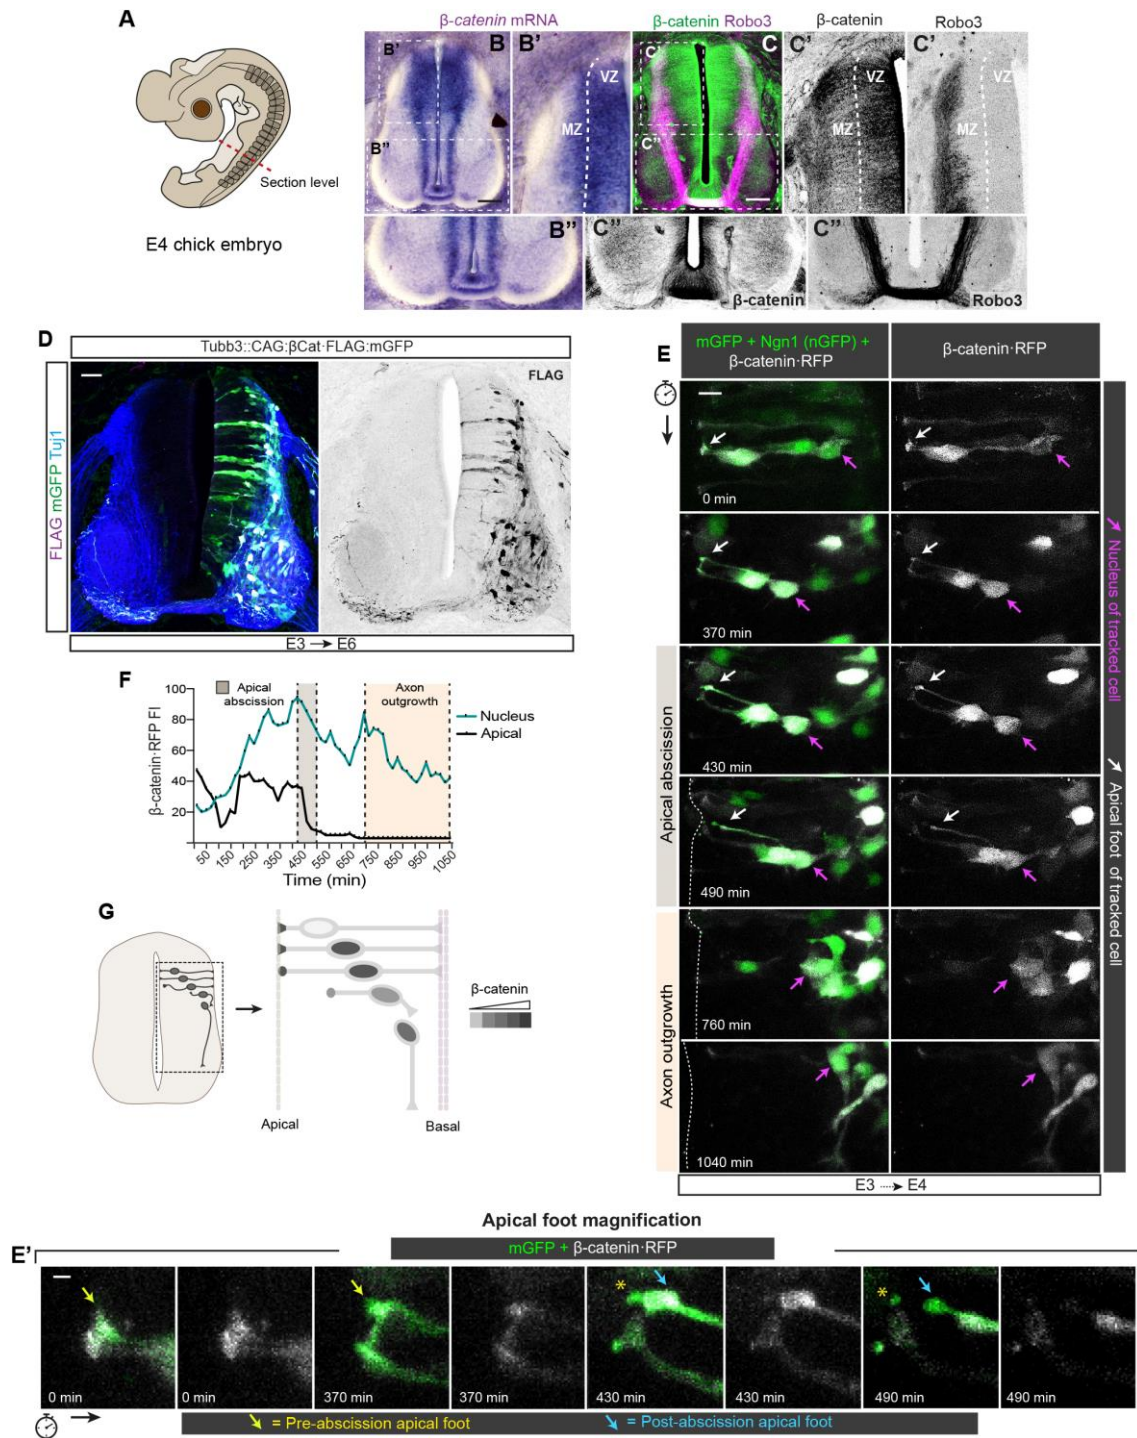 A
Section level
E4 chick embryo
β-catenin mRNA
β-catenin Robo3
β-catenin
Robo3
B'
B
B''
B'
VZ
MZ
C'
C
C''
C'
VZ
MZ
C'
MZ
B''
C''
β-catenin
C''
Robo3
D
Tubb3::CAG:βCat·FLAG:mGFP
FLAG mGFP Tuj1
FLAG
E3 → E6
E
mGFP + Ngn1 (nGFP) +
β-catenin·RFP
β-catenin·RFP
0 min
370 min
430 min
490 min
760 min
1040 min
Apical abscission
Axon outgrowth
Nucleus of tracked cell
Apical foot of tracked cell
E3 → E4
F
β-catenin·RFP FI
100
80
60
40
20
Apical
abscission
Axon
outgrowth
Nucleus
Apical
50
150
250
350
450
550
650
750
850
950
1050
Time (min)
G
Apical
Basal
β-catenin
Apical foot magnification
E'
mGFP + β-catenin·RFP
0 min
0 min
370 min
370 min
*
430 min
430 min
*
490 min
490 min
= Pre-abscission apical foot
= Post-abscission apical foot